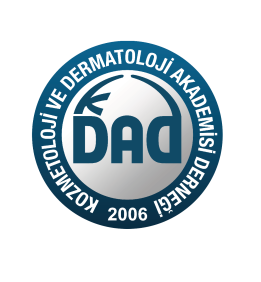 KOZMETOLOJİ VE DERMATOLOJİ AKADEMİSİ DERNEĞİ
K
DAD
2006